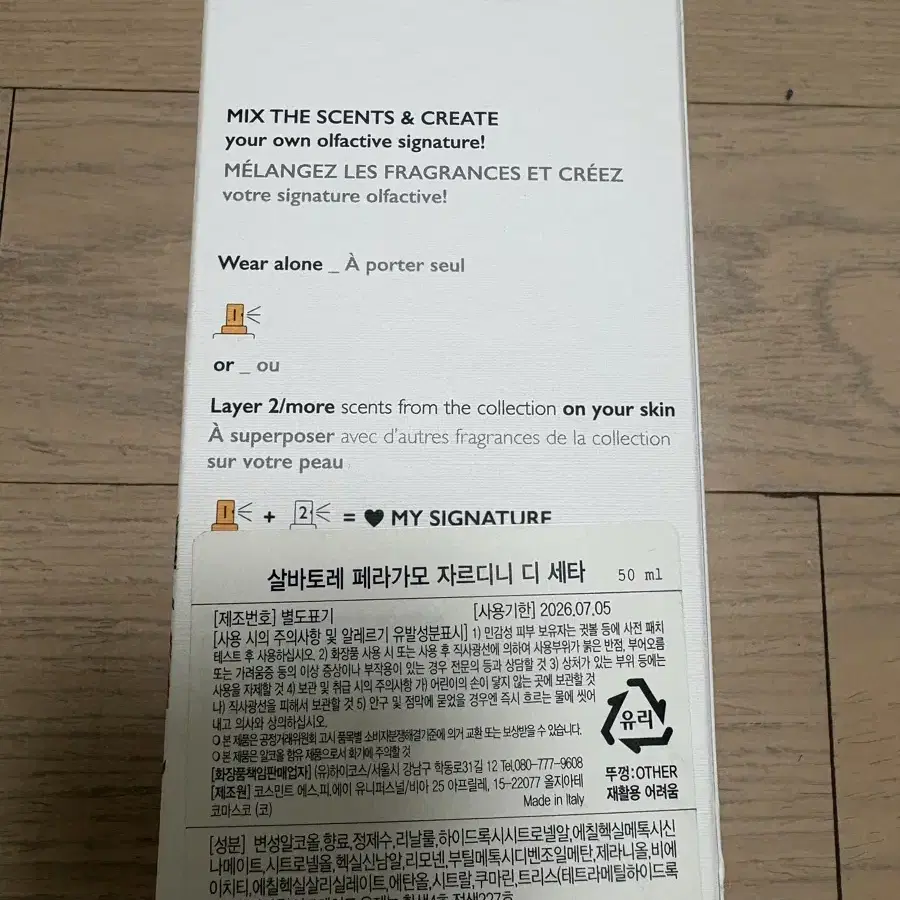 MIX THE SCENTS & CREATE
your own olfactive signature!
MÉLANGEZ LES FRAGRANCES ET CRÉEZ
votre signature olfactive!
Wear alone _ À porter seul
1
or _ ou
Layer 2/more scents from the collection on your skin
À superposer avec d'autres fragrances de la collection
sur votre peau
1 + 2 = ♥ MY SIGNATURE
살바토레 페라가모 자르디니 디 세타 50 ml
[제조번호] 별도표기 [사용기한] 2026.07.05
[사용 시의 주의사항 및 알레르기 유발성분표시] 1) 민감성 피부 보유자는 귓볼 등에 사전 패치
테스트 후 사용하십시오. 2) 화장품 사용 시 또는 사용 후 직사광선에 의하여 사용부위가 붉은 반점, 부어오름
또는 가려움증 등의 이상 증상이나 부작용이 있는 경우 전문의 등과 상담할 것 3) 상처가 있는 부위 등에는
사용을 자제할 것 4) 보관 및 취급 시의 주의사항 가) 어린이의 손이 닿지 않는 곳에 보관할 것
나) 직사광선을 피해서 보관할 것 5) 안구 및 점막에 묻었을 경우엔 즉시 흐르는 물에 씻어
내고 의사와 상의하십시오.
○ 본 제품은 공정거래위원회 고시 품목별 소비자분쟁해결기준에 의거 교환 또는 보상받을 수 있습니다.
○ 본 제품은 알코올 함유 제품으로서 화기에 주의할 것
[화장품책임판매업자] (유)하이코스/서울시 강남구 학동로31길 12 Tel.080-777-9608
[제조원] 코스민트 에스.피.에이 유니퍼스널/비아 25 아프릴레, 15-22077 올지아테
코마스코 (코) Made in Italy
유리
뚜껑:OTHER
재활용 어려움
[성분] 변성알코올,향료,정제수,리날룰,하이드록시시트로넬알,에칠헥실메톡시신
나메이트,시트로넬올,헥실신남알,리모넨,부틸메톡시디벤조일메탄,제라니올,비에
이치티,에칠헥실살리실레이트,에탄올,시트랄,쿠마린,트리스(테트라메틸하이드록